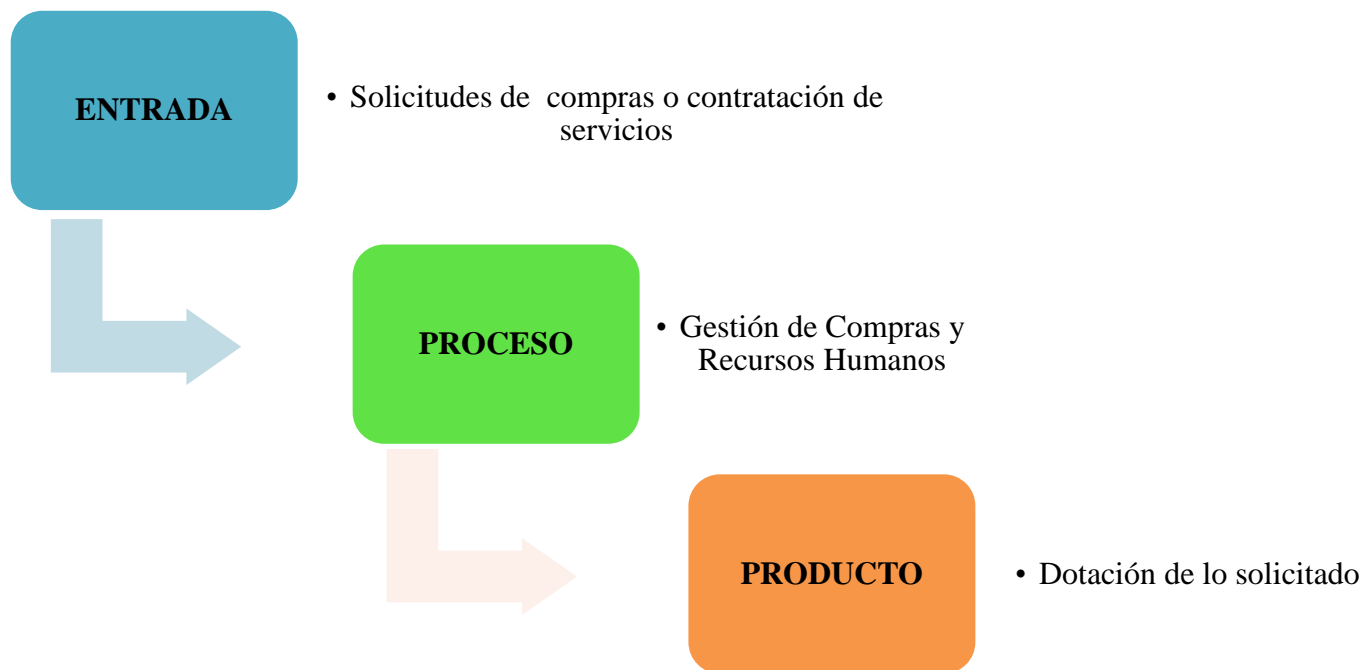 ENTRADA
• Solicitudes de compras o contratación de
servicios
PROCESO
• Gestión de Compras y
Recursos Humanos
PRODUCTO
• Dotación de lo solicitado